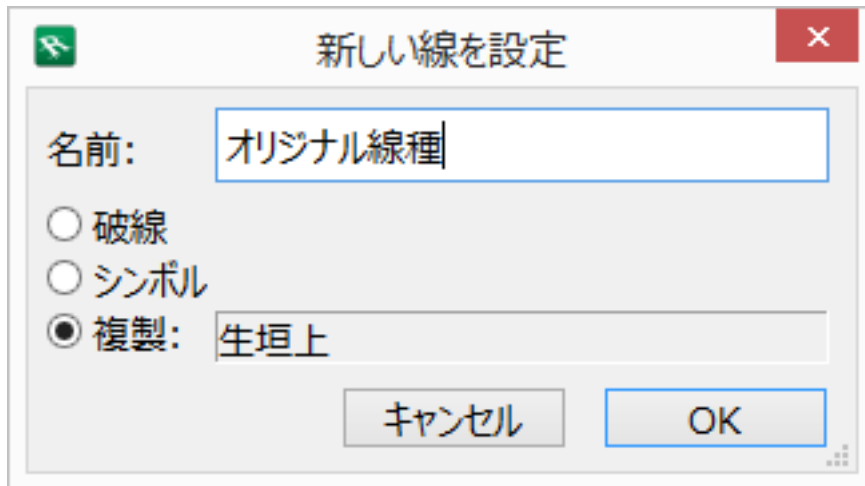 新しい線を設定
名前: オリジナル線種
破線
シンボル
複製: 生垣上
キャンセル OK